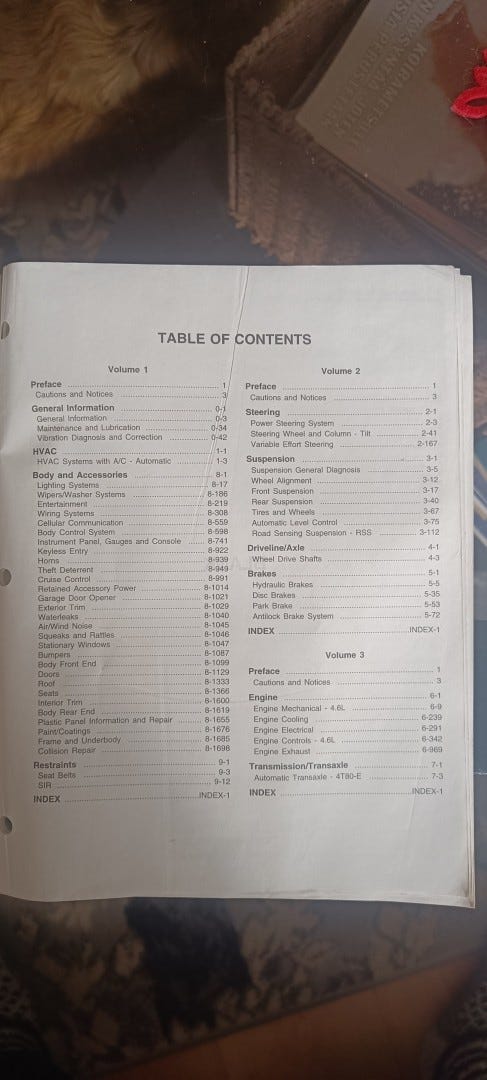 TABLE OF CONTENTS
Volume 1
Preface ... 1
Cautions and Notices ... 3
General Information ... 0-1
General Information ... 0-3
Maintenance and Lubrication ... 0-34
Vibration Diagnosis and Correction ... 0-42
HVAC ... 1-1
HVAC Systems with A/C - Automatic ... 1-3
Body and Accessories ... 8-1
Lighting Systems ... 8-17
Wipers/Washer Systems ... 8-186
Entertainment ... 8-219
Wiring Systems ... 8-308
Cellular Communication ... 8-559
Body Control System ... 8-598
Instrument Panel, Gauges and Console ... 8-741
Keyless Entry ... 8-922
Horns ... 8-939
Theft Deterrent ... 8-949
Cruise Control ... 8-991
Retained Accessory Power ... 8-1014
Garage Door Opener ... 8-1021
Exterior Trim ... 8-1029
Waterleaks ... 8-1040
Air/Wind Noise ... 8-1045
Squeaks and Rattles ... 8-1046
Stationary Windows ... 8-1047
Bumpers ... 8-1087
Body Front End ... 8-1099
Doors ... 8-1129
Roof ... 8-1333
Seats ... 8-1366
Interior Trim ... 8-1600
Body Rear End ... 8-1619
Plastic Panel Information and Repair ... 8-1655
Paint/Coatings ... 8-1676
Frame and Underbody ... 8-1685
Collision Repair ... 8-1698
Restraints ... 9-1
Seat Belts ... 9-3
SIR ... 9-12
INDEX ... INDEX-1
Volume 2
Preface ... 1
Cautions and Notices ... 3
Steering ... 2-1
Power Steering System ... 2-3
Steering Wheel and Column - Tilt ... 2-41
Variable Effort Steering ... 2-167
Suspension ... 3-1
Suspension General Diagnosis ... 3-5
Wheel Alignment ... 3-12
Front Suspension ... 3-17
Rear Suspension ... 3-40
Tires and Wheels ... 3-67
Automatic Level Control ... 3-75
Road Sensing Suspension - RSS ... 3-112
Driveline/Axle ... 4-1
Wheel Drive Shafts ... 4-3
Brakes ... 5-1
Hydraulic Brakes ... 5-5
Disc Brakes ... 5-35
Park Brake ... 5-53
Antilock Brake System ... 5-72
INDEX ... INDEX-1
Volume 3
Preface ... 1
Cautions and Notices ... 3
Engine ... 6-1
Engine Mechanical - 4.6L ... 6-9
Engine Cooling ... 6-239
Engine Electrical ... 6-291
Engine Controls - 4.6L ... 6-342
Engine Exhaust ... 6-969
Transmission/Transaxle ... 7-1
Automatic Transaxle - 4T80-E ... 7-3
INDEX ... INDEX-1